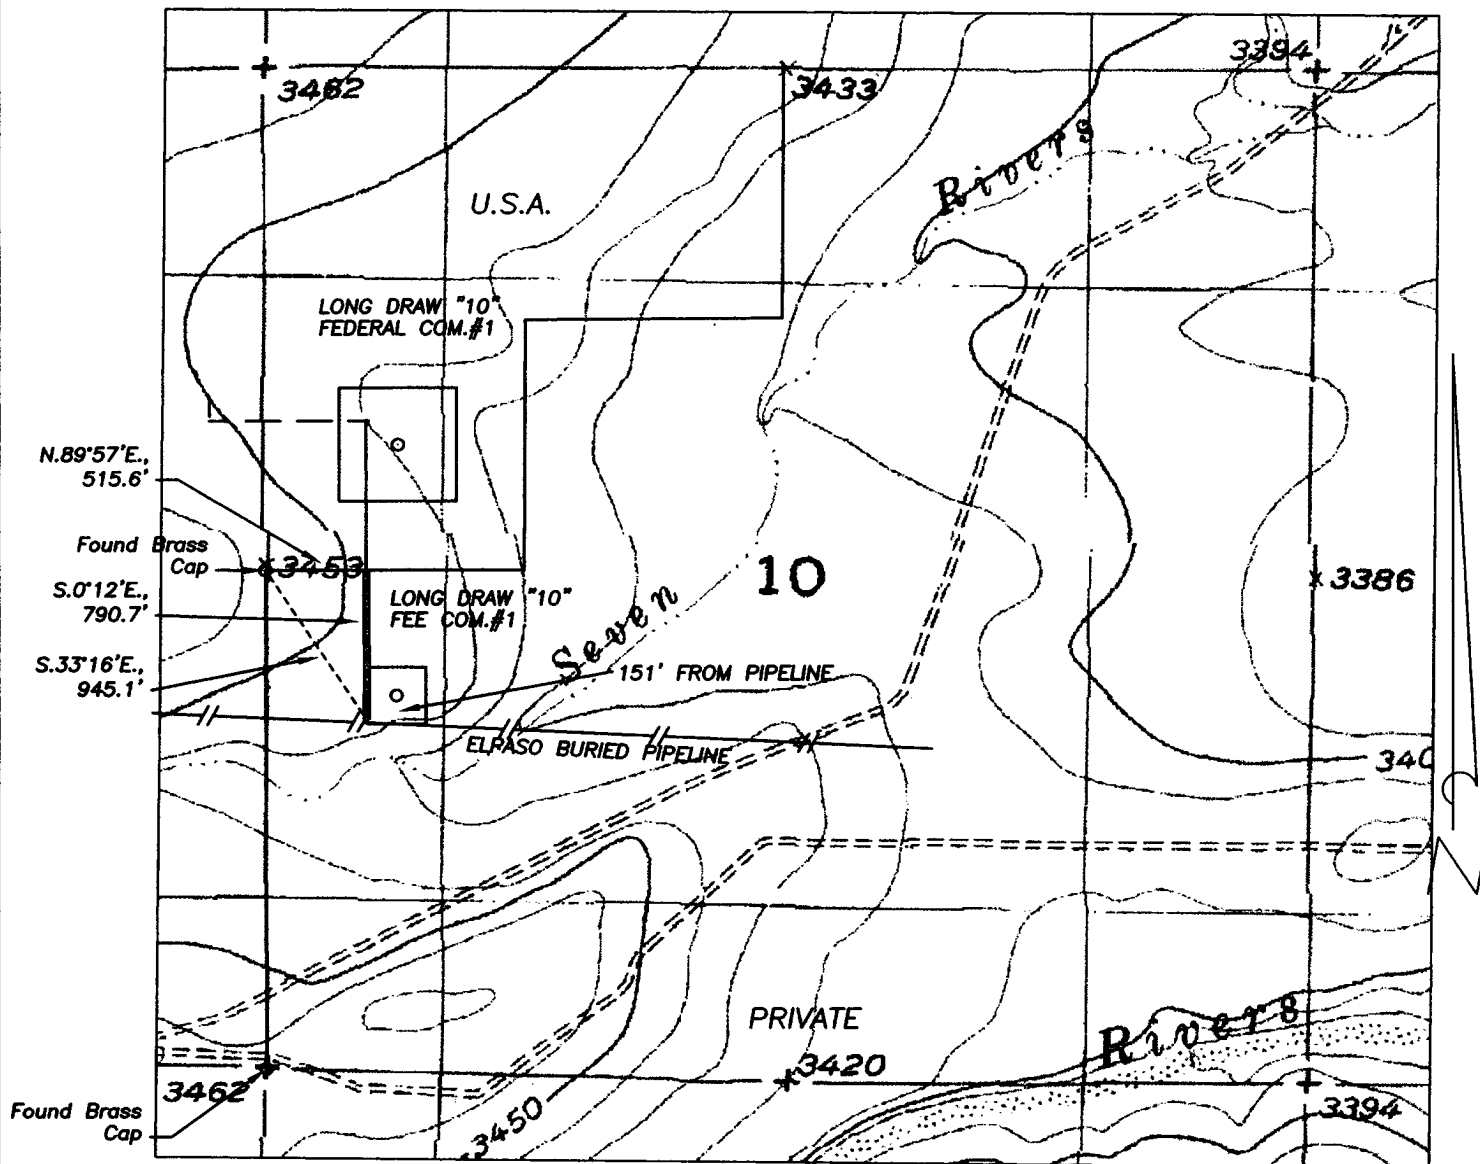 3462
3433
3394
Rivers
U.S.A.
LONG DRAW "10"
FEDERAL COM.#1
N.89°57'E.,
515.6'
Found Brass
Cap
3453
S.0°12'E.,
790.7'
LONG DRAW "10"
FEE COM.#1
10
3386
Seven
S.33°16'E.,
945.1'
151' FROM PIPELINE
ELPASO BURIED PIPELINE
340
PRIVATE
Rivers
3462
3420
3394
Found Brass
Cap
3450